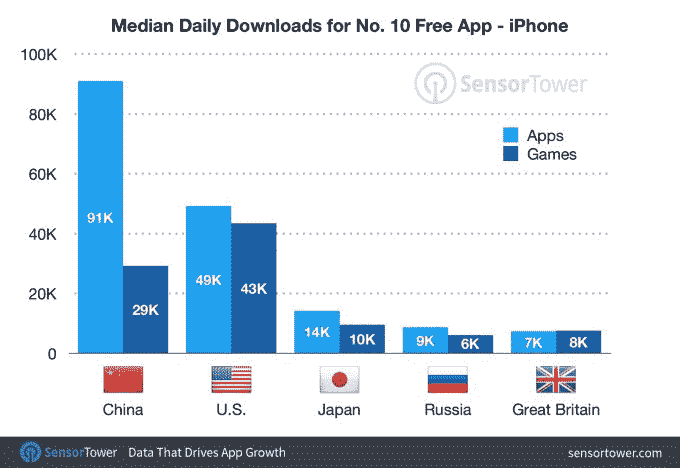 Median Daily Downloads for No. 10 Free App - iPhone
100K
80K
60K
40K
20K
0
SensorTower
Apps
Games
91K
29K
49K
43K
14K
10K
9K
6K
7K
8K
China
U.S.
Japan
Russia
Great Britain
SensorTower Data That Drives App Growth sensortower.com